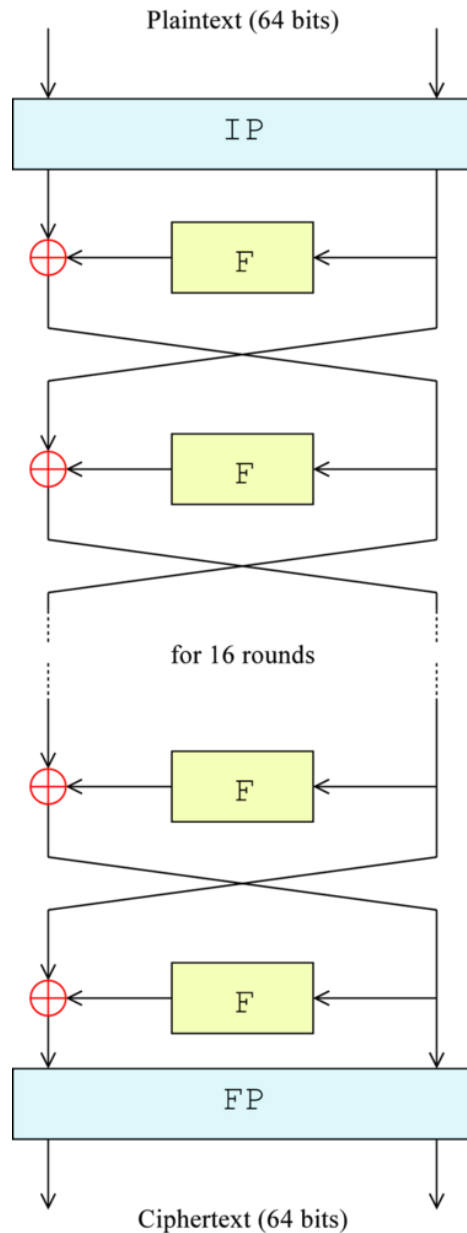 Plaintext (64 bits)
IP
F
F
for 16 rounds
F
F
FP
Ciphertext (64 bits)